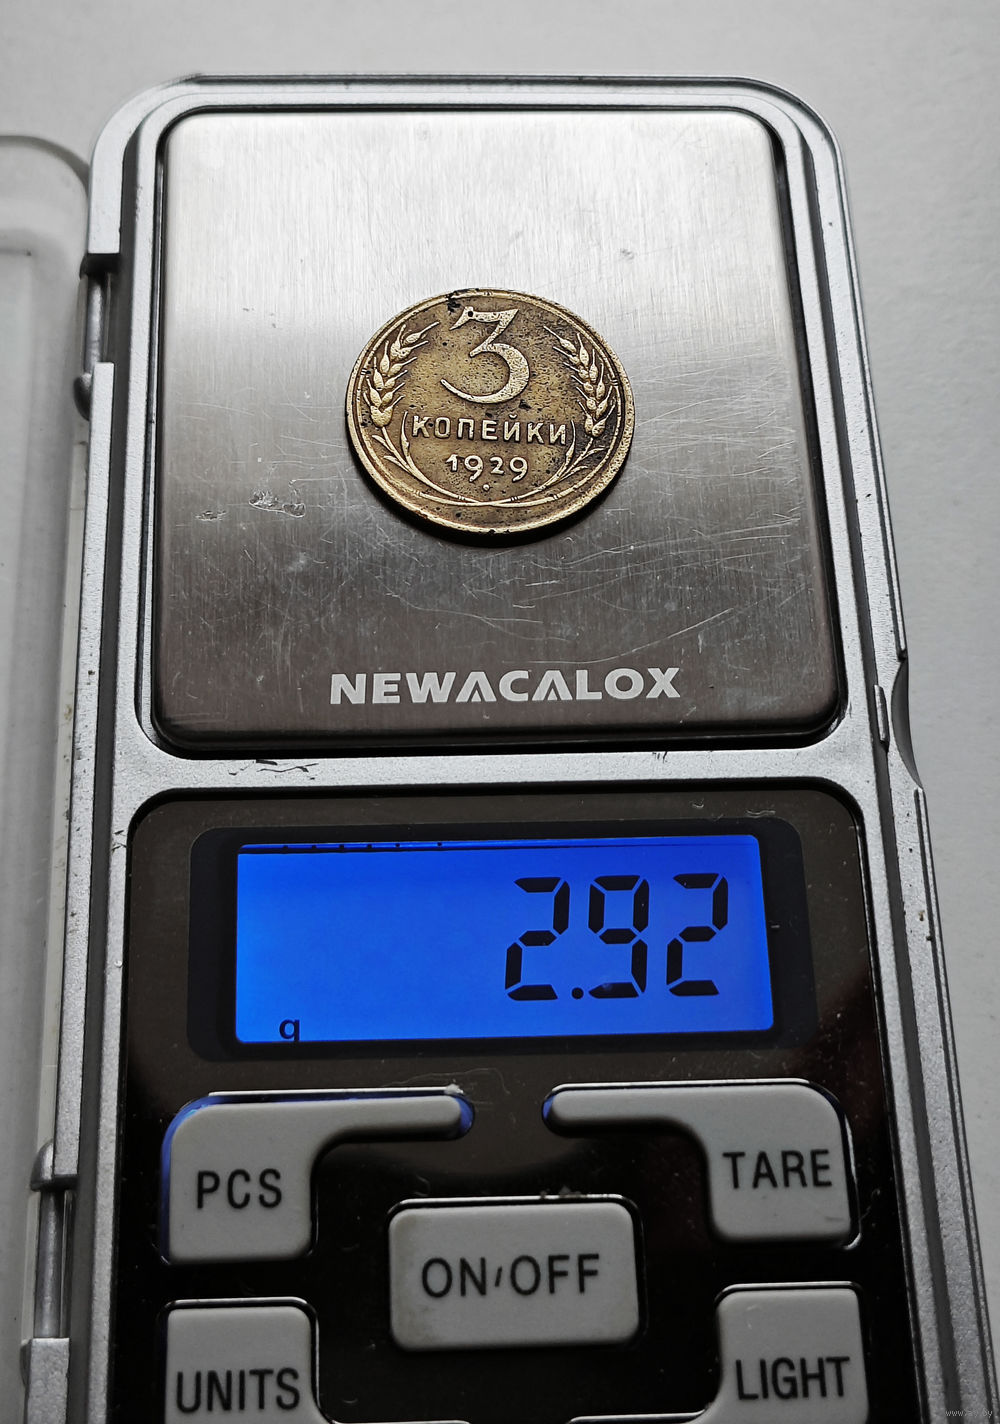 3
КОПЕЙКИ
1929
NEWACALOX
2.92
g
PCS
TARE
ON/OFF
UNITS
LIGHT